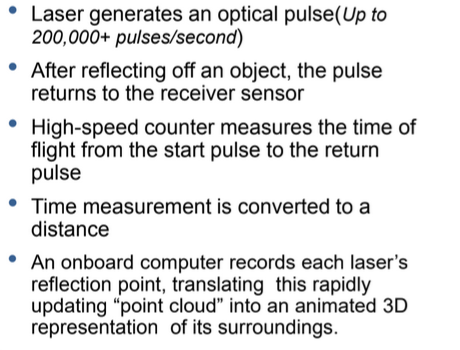 • Laser generates an optical pulse(Up to
200,000+ pulses/second)
• After reflecting off an object, the pulse
returns to the receiver sensor
• High-speed counter measures the time of
flight from the start pulse to the return
pulse
• Time measurement is converted to a
distance
• An onboard computer records each laser's
reflection point, translating this rapidly
updating “point cloud” into an animated 3D
representation of its surroundings.